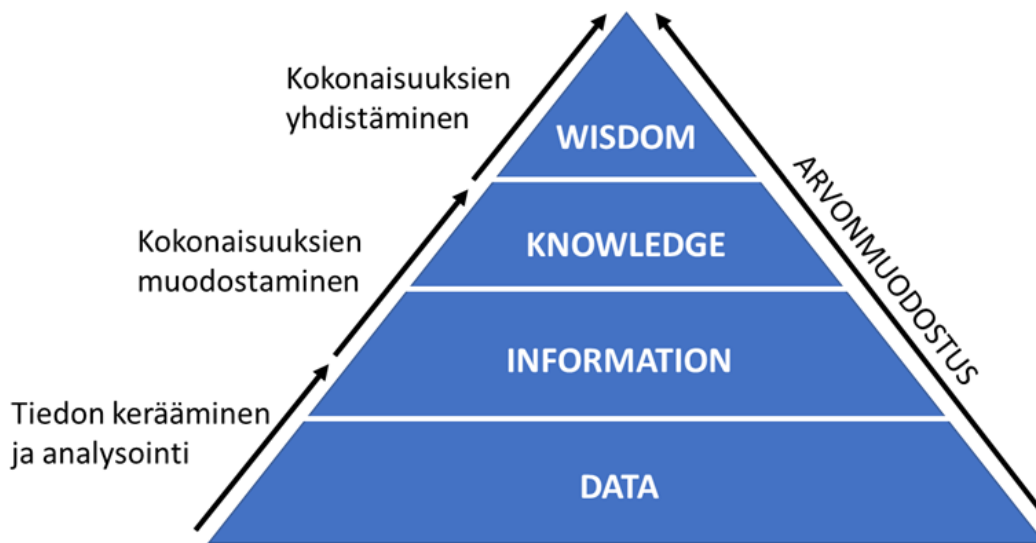 Kokonaisuuksien
yhdistäminen
WISDOM
ARVONMUODOSTUS
Kokonaisuuksien
muodostaminen
KNOWLEDGE
INFORMATION
Tiedon kerääminen
ja analysointi
DATA